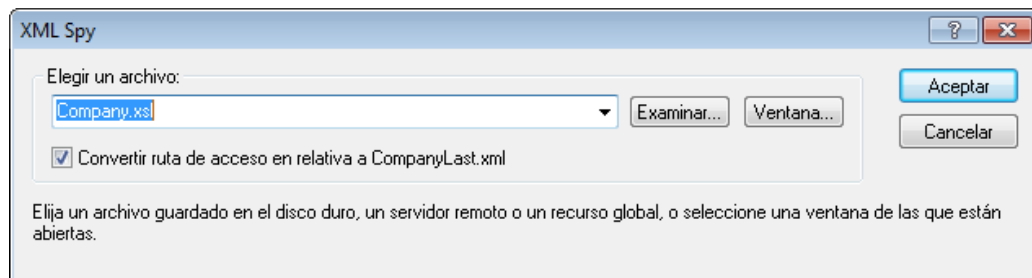 XML Spy
Elegir un archivo:
Company.xsl
Examinar...
Ventana...
Aceptar
Convertir ruta de acceso en relativa a CompanyLast.xml
Cancelar
Elija un archivo guardado en el disco duro, un servidor remoto o un recurso global, o seleccione una ventana de las que están
abiertas.